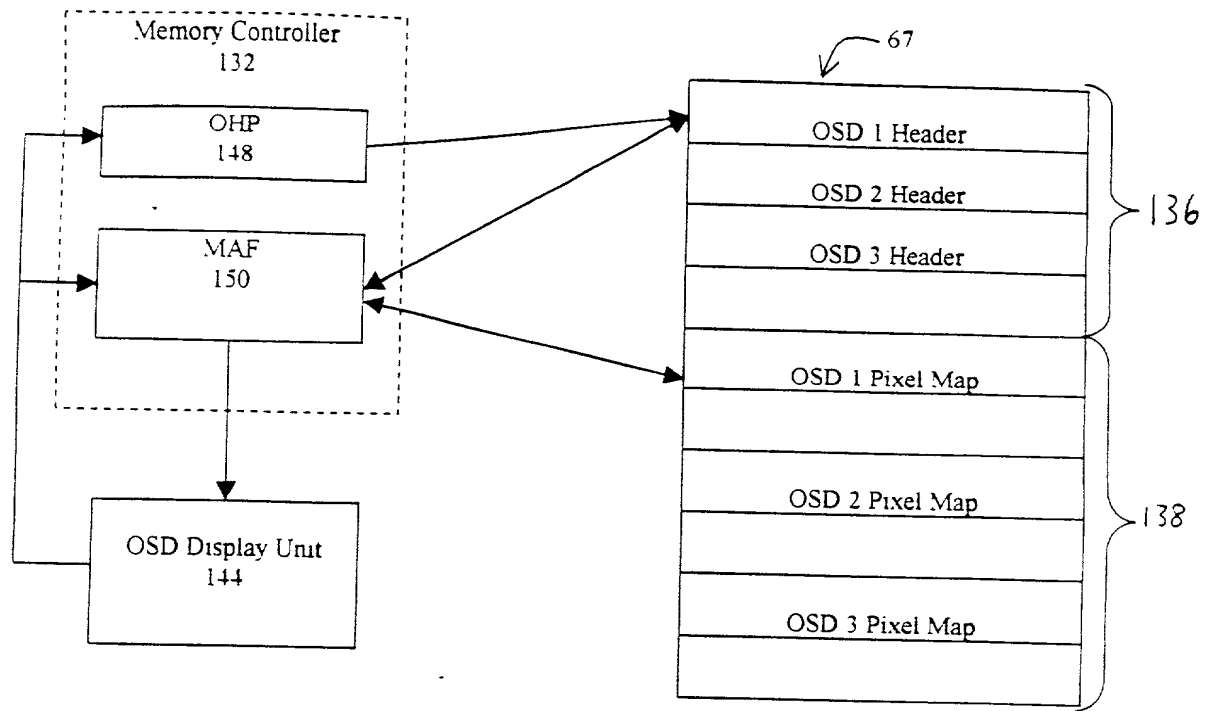 Memory Controller
132
OHP
148
MAF
150
OSD Display Unit
144
67
OSD 1 Header
OSD 2 Header
OSD 3 Header
136
OSD 1 Pixel Map
OSD 2 Pixel Map
OSD 3 Pixel Map
138